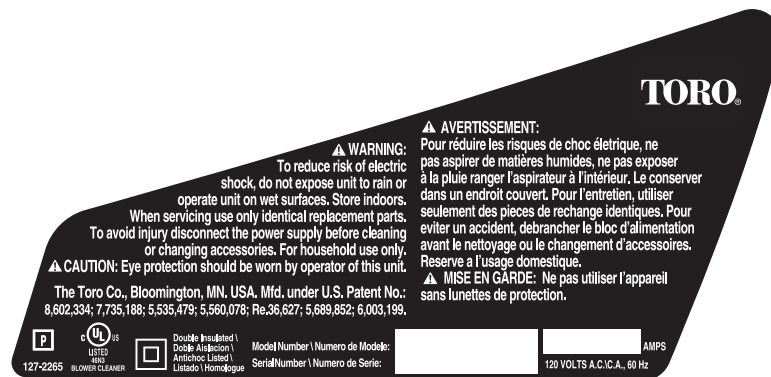 TORO®
⚠ WARNING:
To reduce risk of electric
shock, do not expose unit to rain or
operate unit on wet surfaces. Store indoors.
When servicing use only identical replacement parts.
To avoid injury disconnect the power supply before cleaning
or changing accessories. For household use only.
⚠ CAUTION: Eye protection should be worn by operator of this unit.
⚠ AVERTISSEMENT:
Pour réduire les risques de choc életrique, ne
pas aspirer de matières humides, ne pas exposer
à la pluie ranger l'aspirateur à l'intérieur. Le conserver
dans un endroit couvert. Pour l'entretien, utiliser
seulement des pieces de rechange identiques. Pour
eviter un accident, debrancher le bloc d'alimentation
avant le nettoyage ou le changement d'accessoires.
Reserve a l'usage domestique.
⚠ MISE EN GARDE: Ne pas utiliser l'appareil
sans lunettes de protection.
The Toro Co., Bloomington, MN. USA. Mfd. under U.S. Patent No.:
8,602,334; 7,735,188; 5,535,479; 5,560,078; Re.36,627; 5,689,852; 6,003,199.
P
127-2265
C UL US
LISTED
46N3
BLOWER CLEANER
Double Insulated \
Doble Aislacion \
Antichoc Listed \
Listado \ Homologue
Model Number \ Numero de Modele:
Serial Number \ Numero de Serie:
AMPS
120 VOLTS A.C.\C.A., 60 Hz